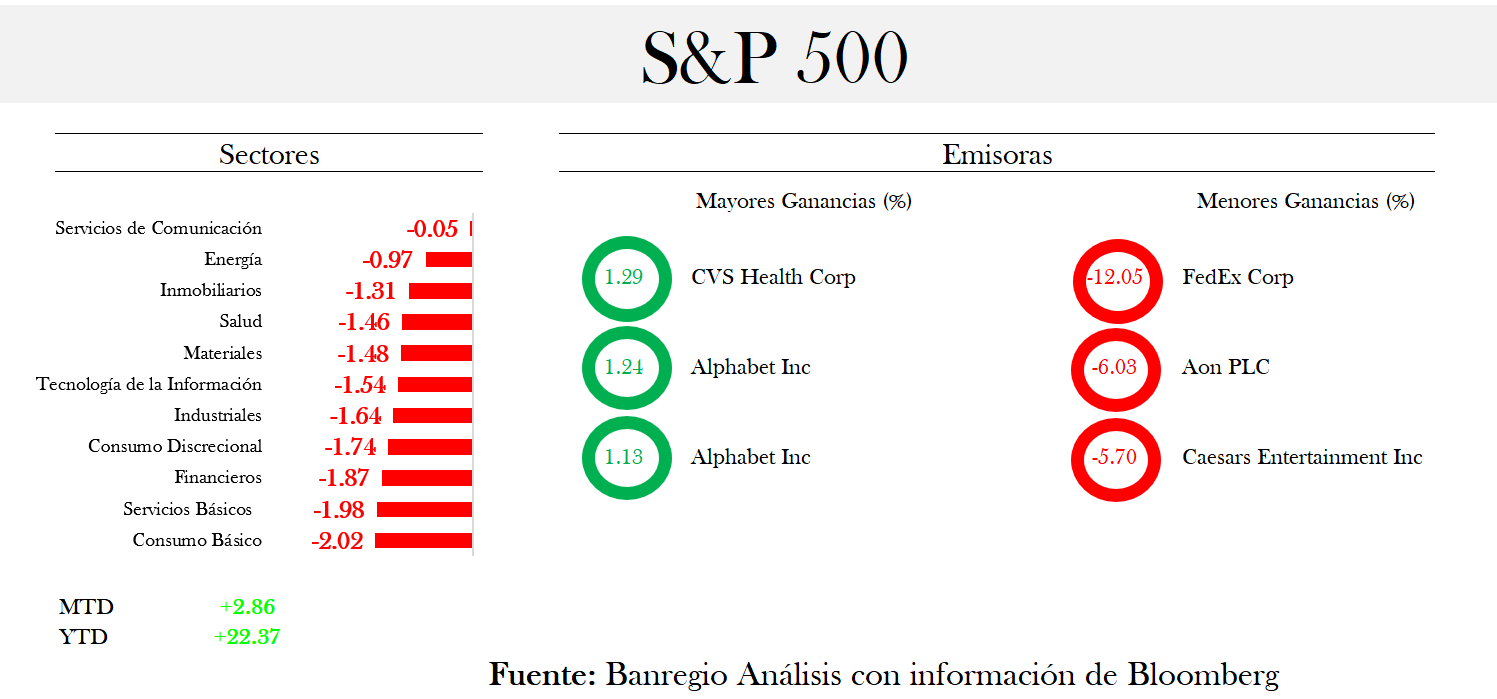 S&P 500
Sectores
Servicios de Comunicación -0.05
Energía -0.97
Inmobiliarios -1.31
Salud -1.46
Materiales -1.48
Tecnología de la Información -1.54
Industriales -1.64
Consumo Discrecional -1.74
Financieros -1.87
Servicios Básicos -1.98
Consumo Básico -2.02
MTD +2.86
YTD +22.37
Emisoras
Mayores Ganancias (%)
1.29 CVS Health Corp
1.24 Alphabet Inc
1.13 Alphabet Inc
Menores Ganancias (%)
-12.05 FedEx Corp
-6.03 Aon PLC
-5.70 Caesars Entertainment Inc
Fuente: Banregio Análisis con información de Bloomberg